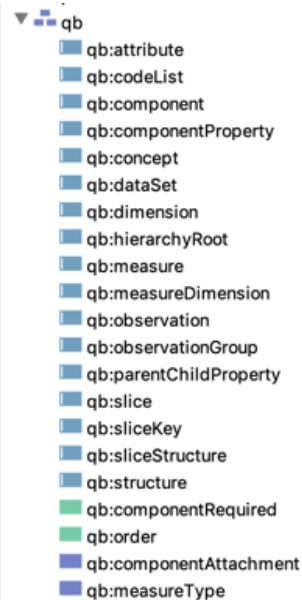 qb
qb:attribute
qb:codeList
qb:component
qb:componentProperty
qb:concept
qb:dataSet
qb:dimension
qb:hierarchyRoot
qb:measure
qb:measureDimension
qb:observation
qb:observationGroup
qb:parentChildProperty
qb:slice
qb:sliceKey
qb:sliceStructure
qb:structure
qb:componentRequired
qb:order
qb:componentAttachment
qb:measureType